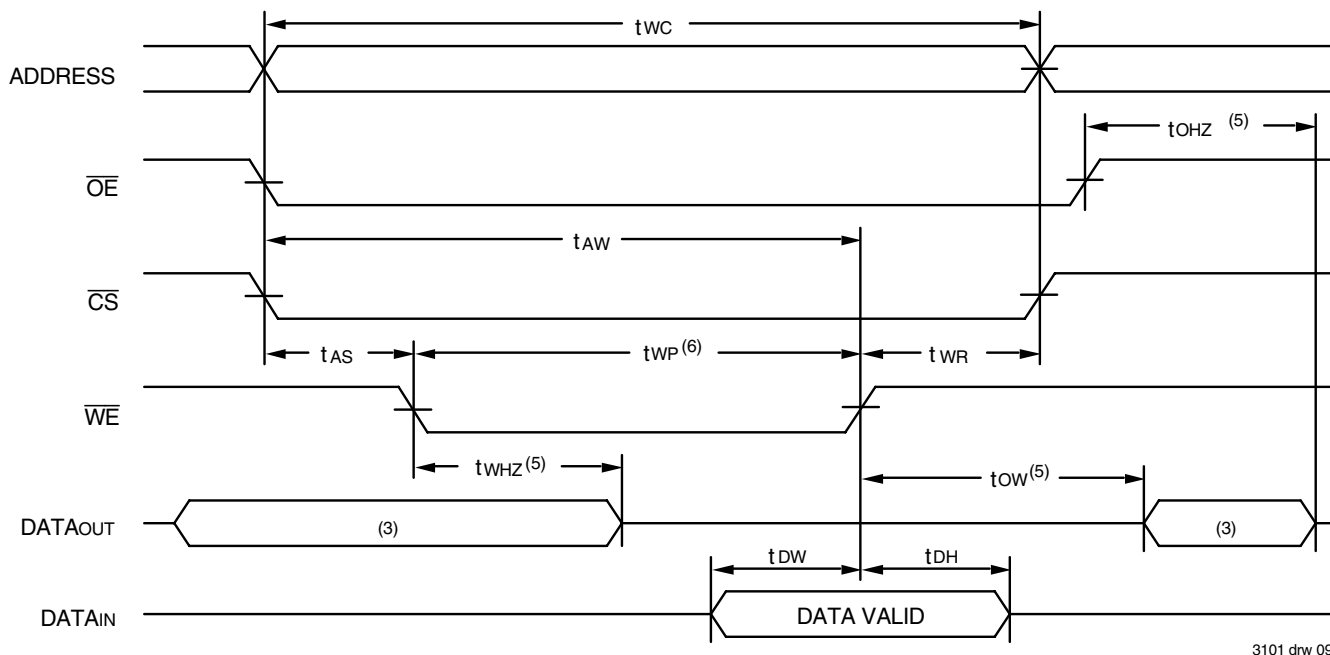 tWC
ADDRESS
tOHZ (5)
OE
tAW
CS
tAS
tWP(6)
tWR
WE
tWHZ(5)
tOW(5)
DATAOUT
(3)
(3)
tDW
tDH
DATAIN
DATA VALID
3101 drw 09